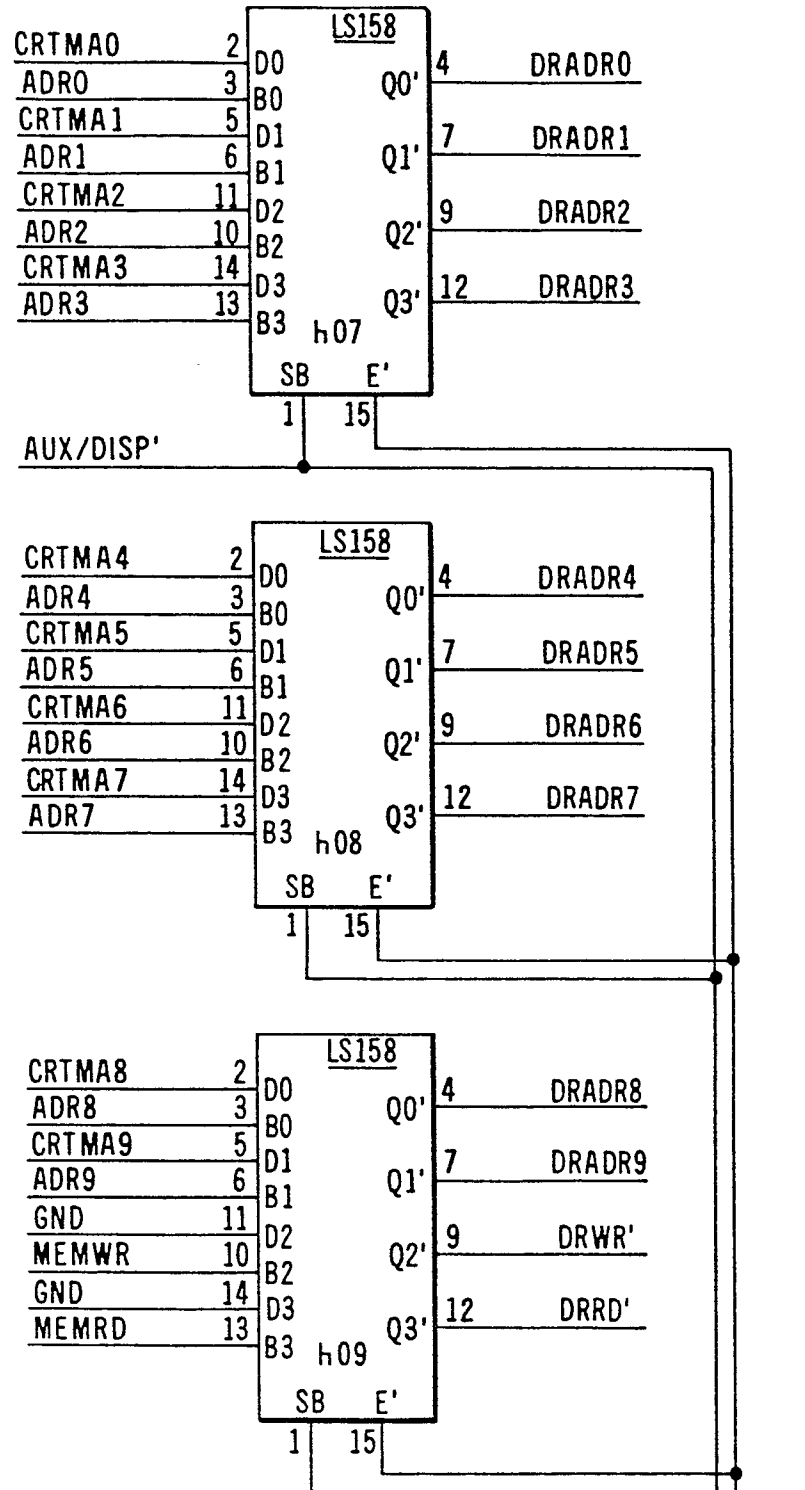 LS158
CRTMA0 2 D0
ADR0 3 B0
CRTMA1 5 D1
ADR1 6 B1
CRTMA2 11 D2
ADR2 10 B2
CRTMA3 14 D3
ADR3 13 B3
Q0' 4 DRADR0
Q1' 7 DRADR1
Q2' 9 DRADR2
Q3' 12 DRADR3
h07
SB E'
1 15
AUX/DISP'
LS158
CRTMA4 2 D0
ADR4 3 B0
CRTMA5 5 D1
ADR5 6 B1
CRTMA6 11 D2
ADR6 10 B2
CRTMA7 14 D3
ADR7 13 B3
Q0' 4 DRADR4
Q1' 7 DRADR5
Q2' 9 DRADR6
Q3' 12 DRADR7
h08
SB E'
1 15
LS158
CRTMA8 2 D0
ADR8 3 B0
CRTMA9 5 D1
ADR9 6 B1
GND 11 D2
MEMWR 10 B2
GND 14 D3
MEMRD 13 B3
Q0' 4 DRADR8
Q1' 7 DRADR9
Q2' 9 DRWR'
Q3' 12 DRRD'
h09
SB E'
1 15